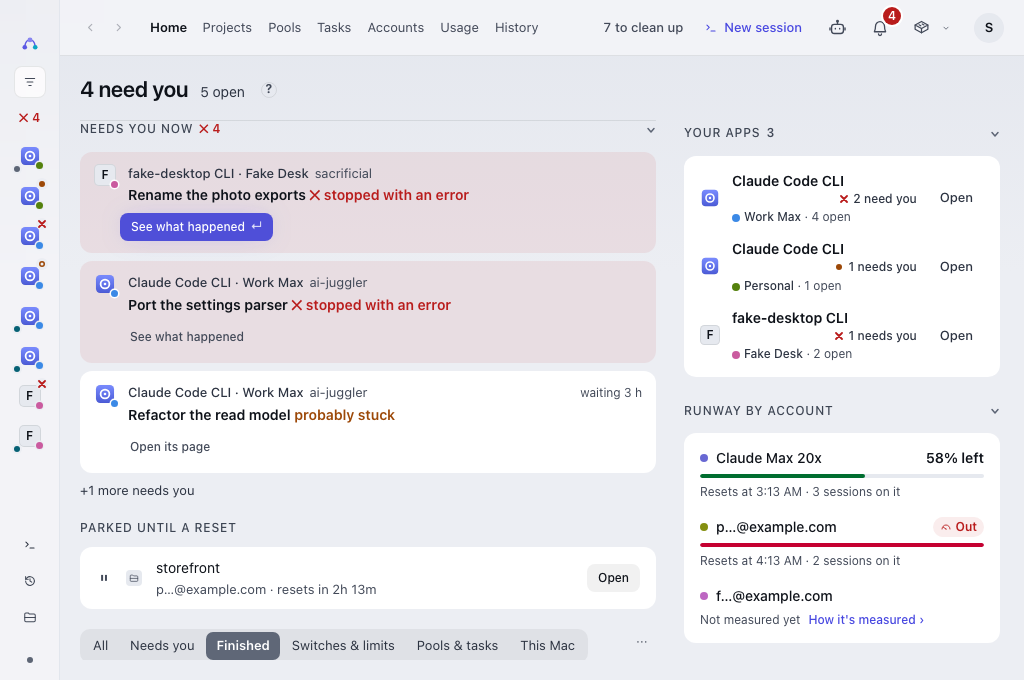 Home Projects Pools Tasks Accounts Usage History 7 to clean up New session 4 S
4 need you 5 open ?
4
NEEDS YOU NOW 4
F fake-desktop CLI · Fake Desk sacrificial
Rename the photo exports stopped with an error
See what happened
Claude Code CLI · Work Max ai-juggler
Port the settings parser stopped with an error
See what happened
Claude Code CLI · Work Max ai-juggler waiting 3 h
Refactor the read model probably stuck
Open its page
+1 more needs you
PARKED UNTIL A RESET
storefront
p...@example.com · resets in 2h 13m
Open
All Needs you Finished Switches & limits Pools & tasks This Mac ...
F
F
YOUR APPS 3
Claude Code CLI
2 need you
Work Max · 4 open
Open
Claude Code CLI
1 needs you
Personal · 1 open
Open
F fake-desktop CLI
1 needs you
Fake Desk · 2 open
Open
RUNWAY BY ACCOUNT
Claude Max 20x 58% left
Resets at 3:13 AM · 3 sessions on it
p...@example.com Out
Resets at 4:13 AM · 2 sessions on it
f...@example.com
Not measured yet How it's measured ›